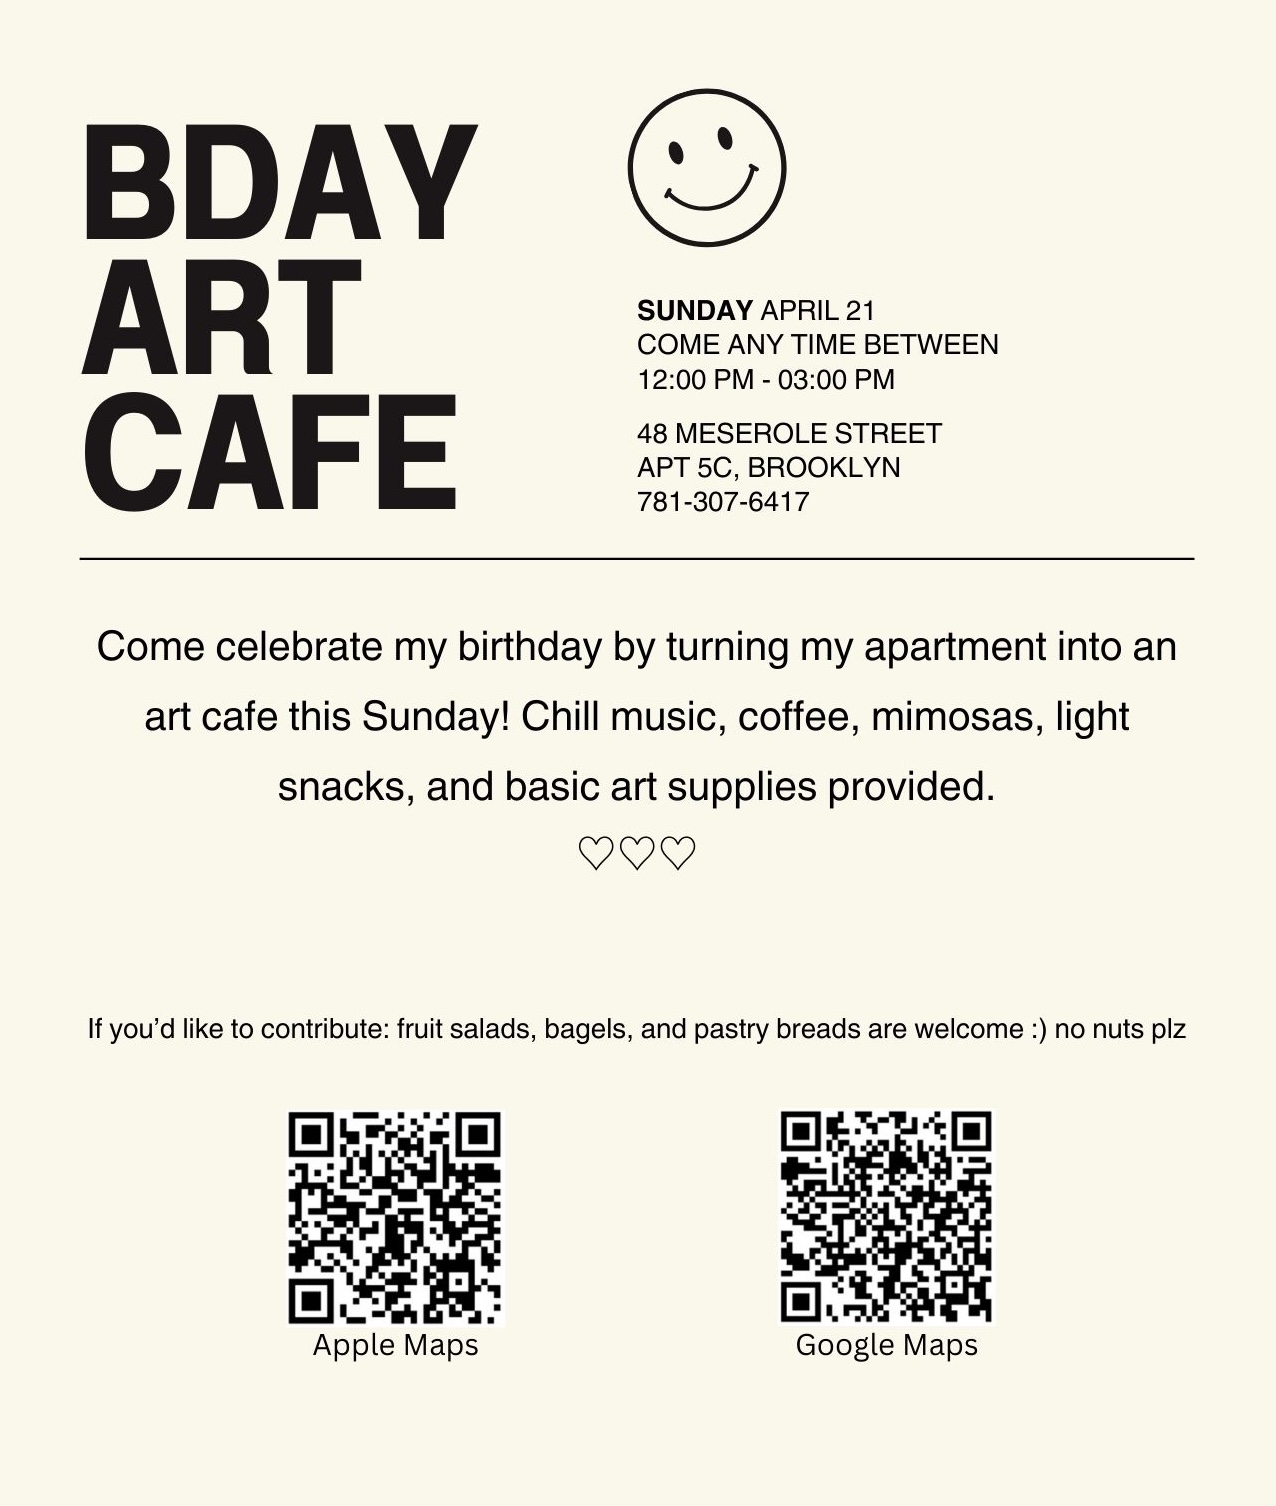 BDAY
ART
CAFE
SUNDAY APRIL 21
COME ANY TIME BETWEEN
12:00 PM - 03:00 PM
48 MESEROLE STREET
APT 5C, BROOKLYN
781-307-6417
Come celebrate my birthday by turning my apartment into an
art cafe this Sunday! Chill music, coffee, mimosas, light
snacks, and basic art supplies provided.
♡♡♡
If you’d like to contribute: fruit salads, bagels, and pastry breads are welcome :) no nuts plz
Apple Maps
Google Maps